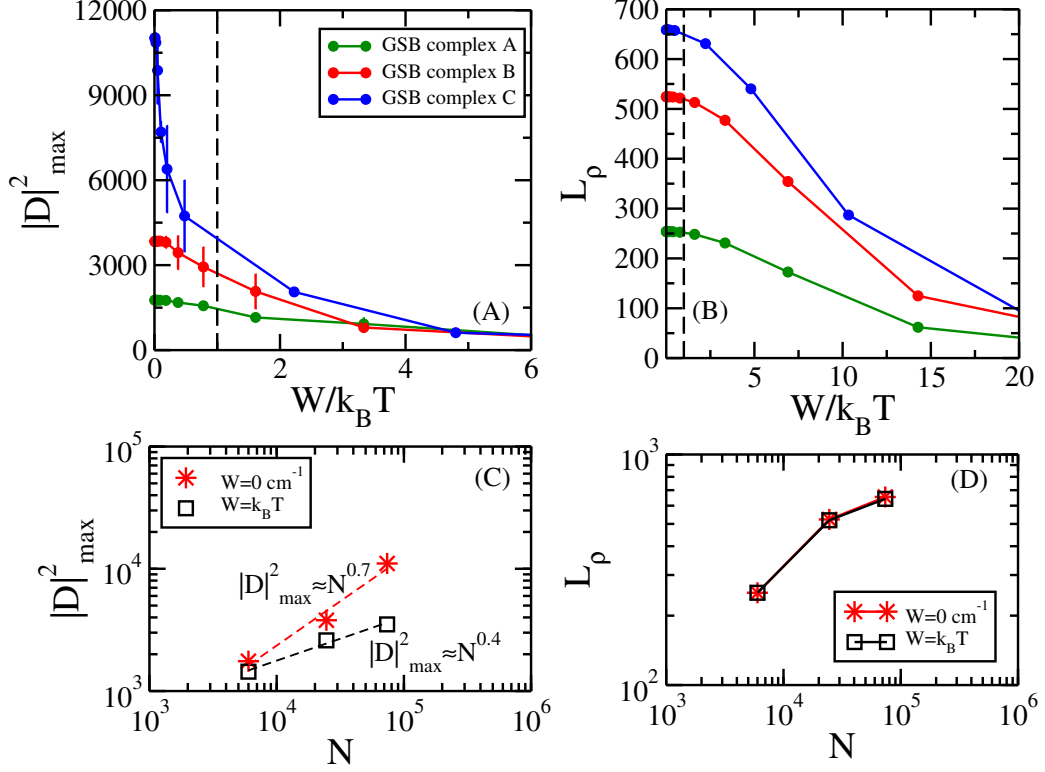 12000
9000
6000
3000
0
|D|²max
GSB complex A
GSB complex B
GSB complex C
(A)
0 2 4 6
W/kBT
700
600
500
400
300
200
100
0
Lρ
(B)
5 10 15 20
W/kBT
10⁵
10⁴
10³
|D|²max
W=0 cm⁻¹
W=kBT
(C)
|D|²max≈N⁰·⁷
|D|²max≈N⁰·⁴
10³ 10⁴ 10⁵ 10⁶
N
10³
10²
Lρ
(D)
W=0 cm⁻¹
W=kBT
10³ 10⁴ 10⁵ 10⁶
N